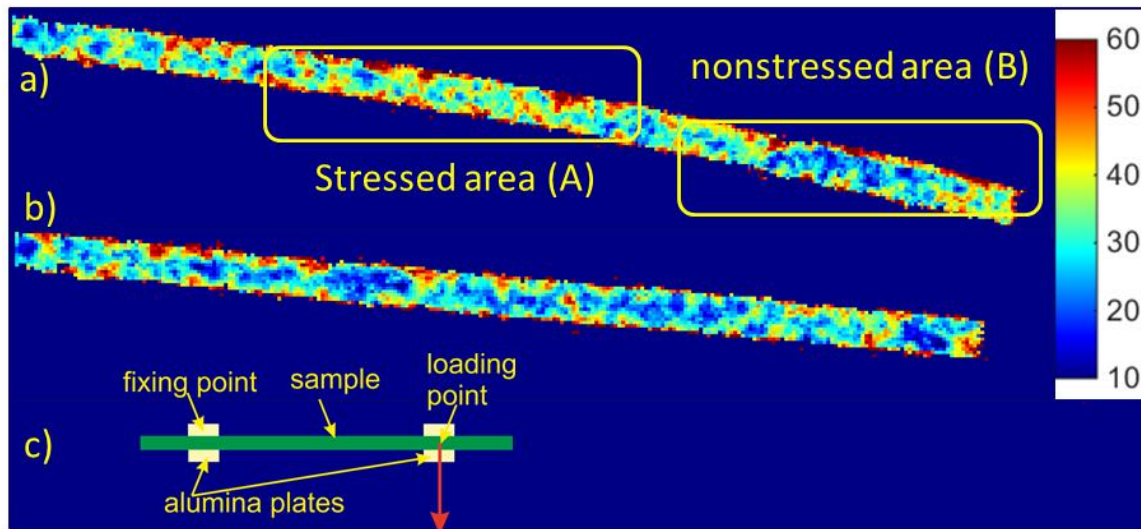 a)
nonstressed area (B)
Stressed area (A)
b)
60
50
40
30
20
10
fixing point
sample
loading
point
c)
alumina plates